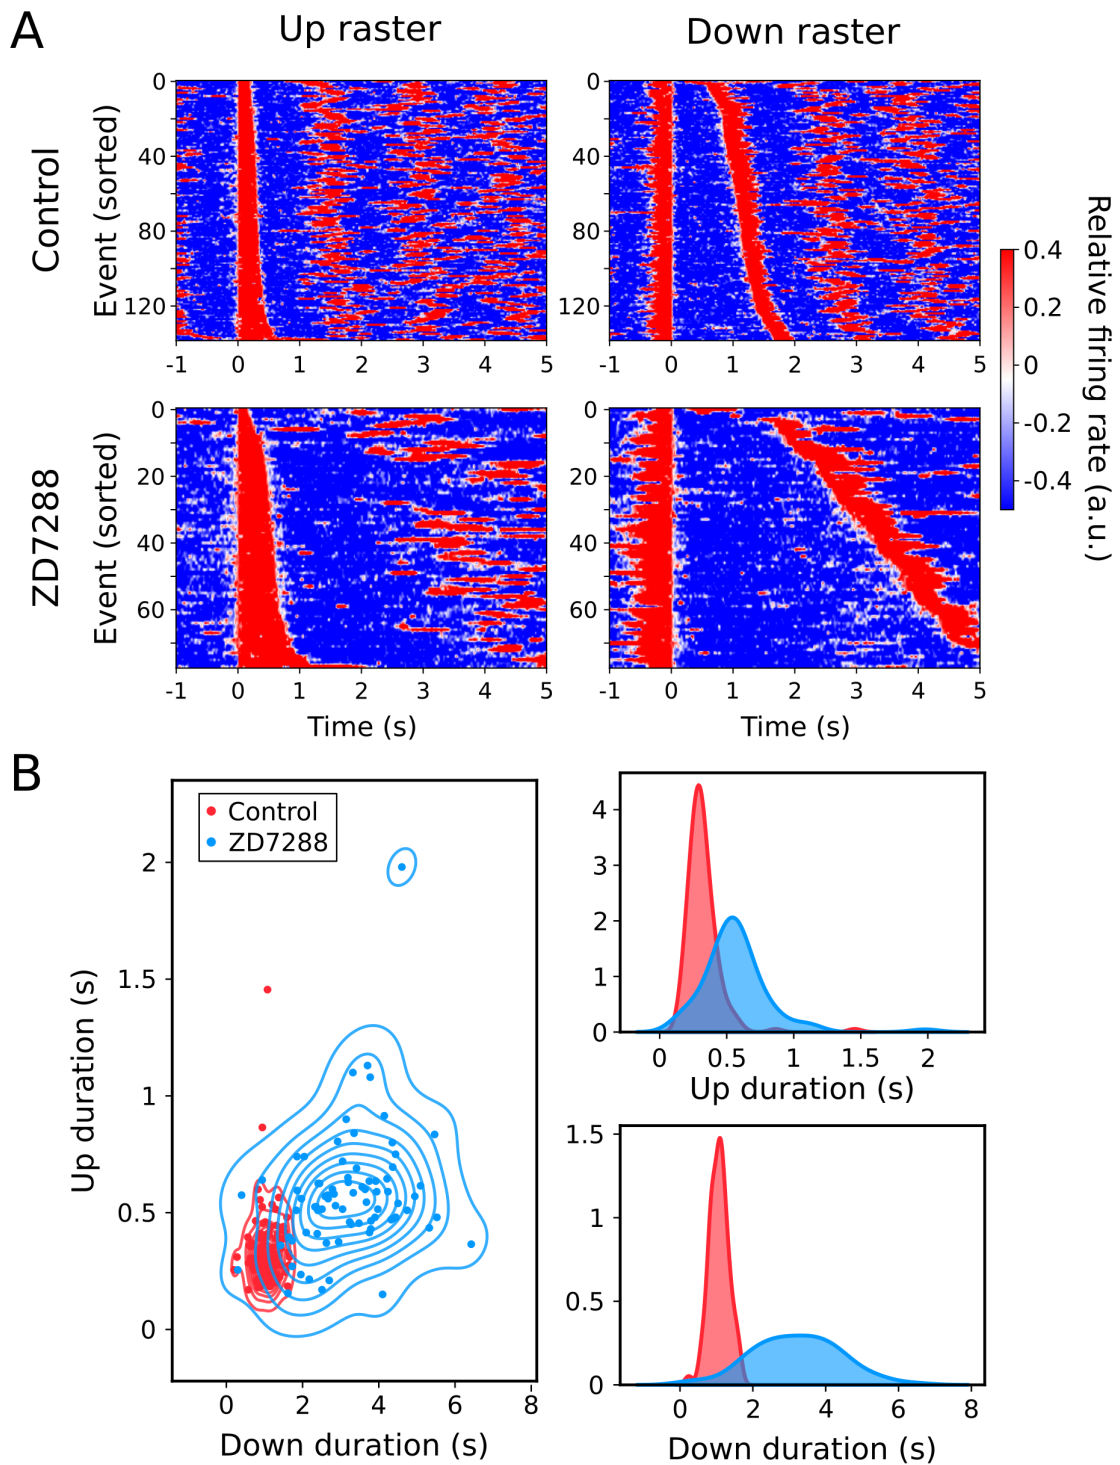 A
Up raster
Down raster
Control
Event (sorted)
0
40
80
120
-1 0 1 2 3 4 5
0
40
80
120
-1 0 1 2 3 4 5
ZD7288
Event (sorted)
0
20
40
60
-1 0 1 2 3 4 5
Time (s)
0
20
40
60
-1 0 1 2 3 4 5
Time (s)
0.4
0.2
0
-0.2
-0.4
Relative firing rate (a.u.)
B
Control
ZD7288
Up duration (s)
2
1.5
1
0.5
0
0 2 4 6 8
Down duration (s)
4
3
2
1
0
0 0.5 1 1.5 2
Up duration (s)
1.5
1
0.5
0
0 2 4 6 8
Down duration (s)